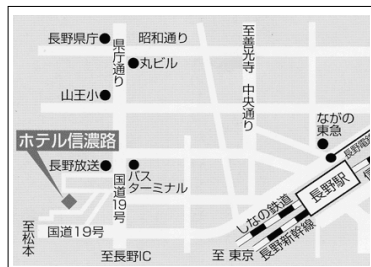 長野県庁
昭和通り
県庁通り
丸ビル
至善光寺
中央通り
山王小
ながの
東急
ホテル信濃路
長野電鉄
長野放送
バス
ターミナル
国道19号
長野駅
しなの鉄道
至松本
国道19号
長野新幹線
至長野IC
至 東京